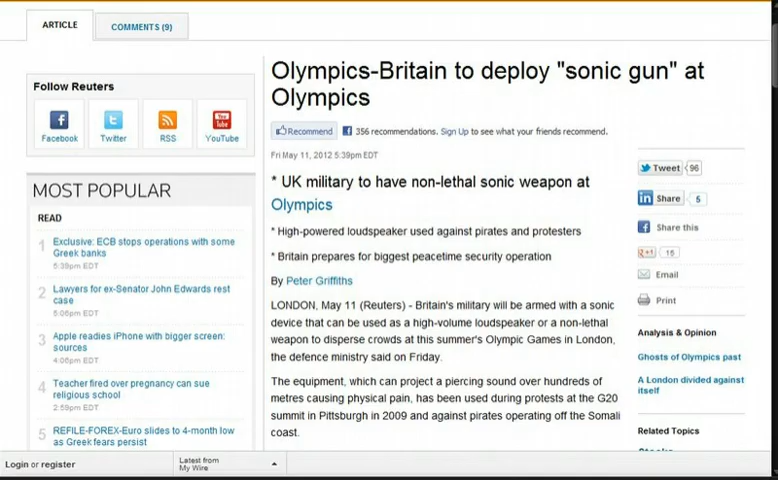 ARTICLE
COMMENTS (9)
Follow Reuters
Facebook
Twitter
RSS
YouTube
MOST POPULAR
READ
1 Exclusive: ECB stops operations with some
Greek banks
5:39pm EDT
2 Lawyers for ex-Senator John Edwards rest
case
5:06pm EDT
3 Apple readies iPhone with bigger screen:
sources
4:06pm EDT
4 Teacher fired over pregnancy can sue
religious school
2:59pm EDT
5 REFILE-FOREX-Euro slides to 4-month low
as Greek fears persist
Olympics-Britain to deploy "sonic gun" at
Olympics
Recommend
356 recommendations. Sign Up to see what your friends recommend.
Fri May 11, 2012 5:39pm EDT
* UK military to have non-lethal sonic weapon at
Olympics
* High-powered loudspeaker used against pirates and protesters
* Britain prepares for biggest peacetime security operation
By Peter Griffiths
LONDON, May 11 (Reuters) - Britain's military will be armed with a sonic
device that can be used as a high-volume loudspeaker or a non-lethal
weapon to disperse crowds at this summer's Olympic Games in London,
the defence ministry said on Friday.
The equipment, which can project a piercing sound over hundreds of
metres causing physical pain, has been used during protests at the G20
summit in Pittsburgh in 2009 and against pirates operating off the Somali
coast.
Tweet 96
in Share 5
Share this
+1 15
Email
Print
Analysis & Opinion
Ghosts of Olympics past
A London divided against
itself
Related Topics
Login or register
Latest from
My Wire